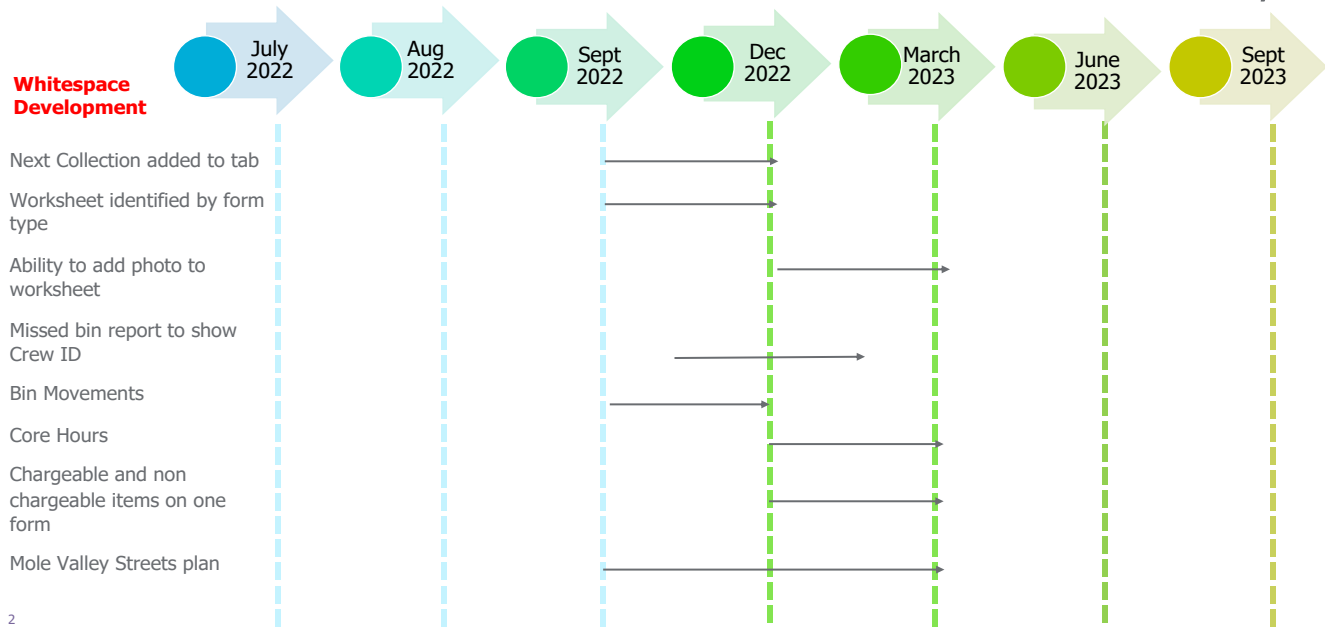 July
2022
Aug
2022
Sept
2022
Dec
2022
March
2023
June
2023
Sept
2023
Whitespace
Development
Next Collection added to tab
Worksheet identified by form
type
Ability to add photo to
worksheet
Missed bin report to show
Crew ID
Bin Movements
Core Hours
Chargeable and non
chargeable items on one
form
Mole Valley Streets plan
2